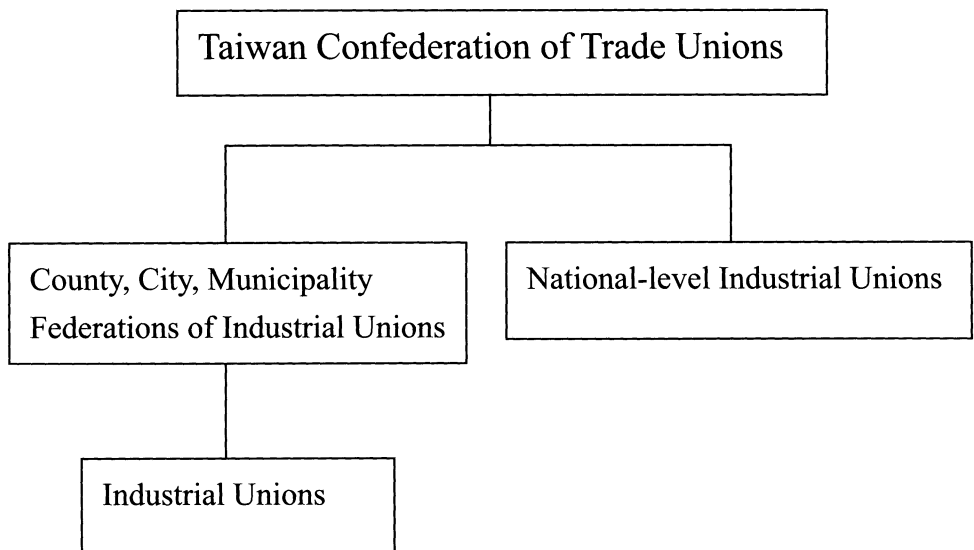 Taiwan Confederation of Trade Unions
County, City, Municipality
Federations of Industrial Unions
National-level Industrial Unions
Industrial Unions